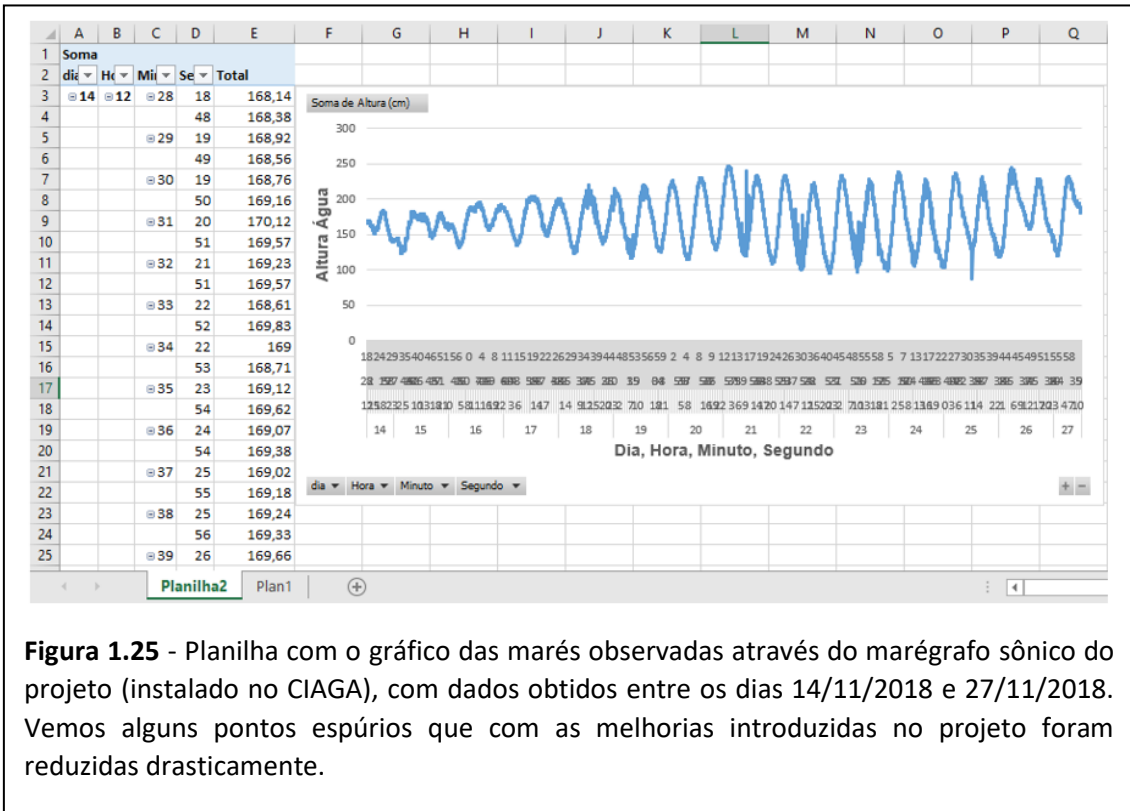 A B C D E F G H I J K L M N O P Q
1 Soma
2 dia Ho Mi Se Total
3 14 12 28 18 168,14
4 48 168,38
5 29 19 168,92
6 49 168,56
7 30 19 168,76
8 50 169,16
9 31 20 170,12
10 51 169,57
11 32 21 169,23
12 51 169,57
13 33 22 168,61
14 52 169,83
15 34 22 169
16 53 168,71
17 35 23 169,12
18 54 169,62
19 36 24 169,07
20 54 169,38
21 37 25 169,02
22 55 169,18
23 38 25 169,24
24 56 169,33
25 39 26 169,66
Soma de Altura (cm)
300
250
200
150
100
50
0
Altura Água
14 15 16 17 18 19 20 21 22 23 24 25 26 27
Dia, Hora, Minuto, Segundo
dia Hora Minuto Segundo + −
Planilha2 Plan1
Figura 1.25 - Planilha com o gráfico das marés observadas através do marégrafo sônico do
projeto (instalado no CIAGA), com dados obtidos entre os dias 14/11/2018 e 27/11/2018.
Vemos alguns pontos espúrios que com as melhorias introduzidas no projeto foram
reduzidas drasticamente.